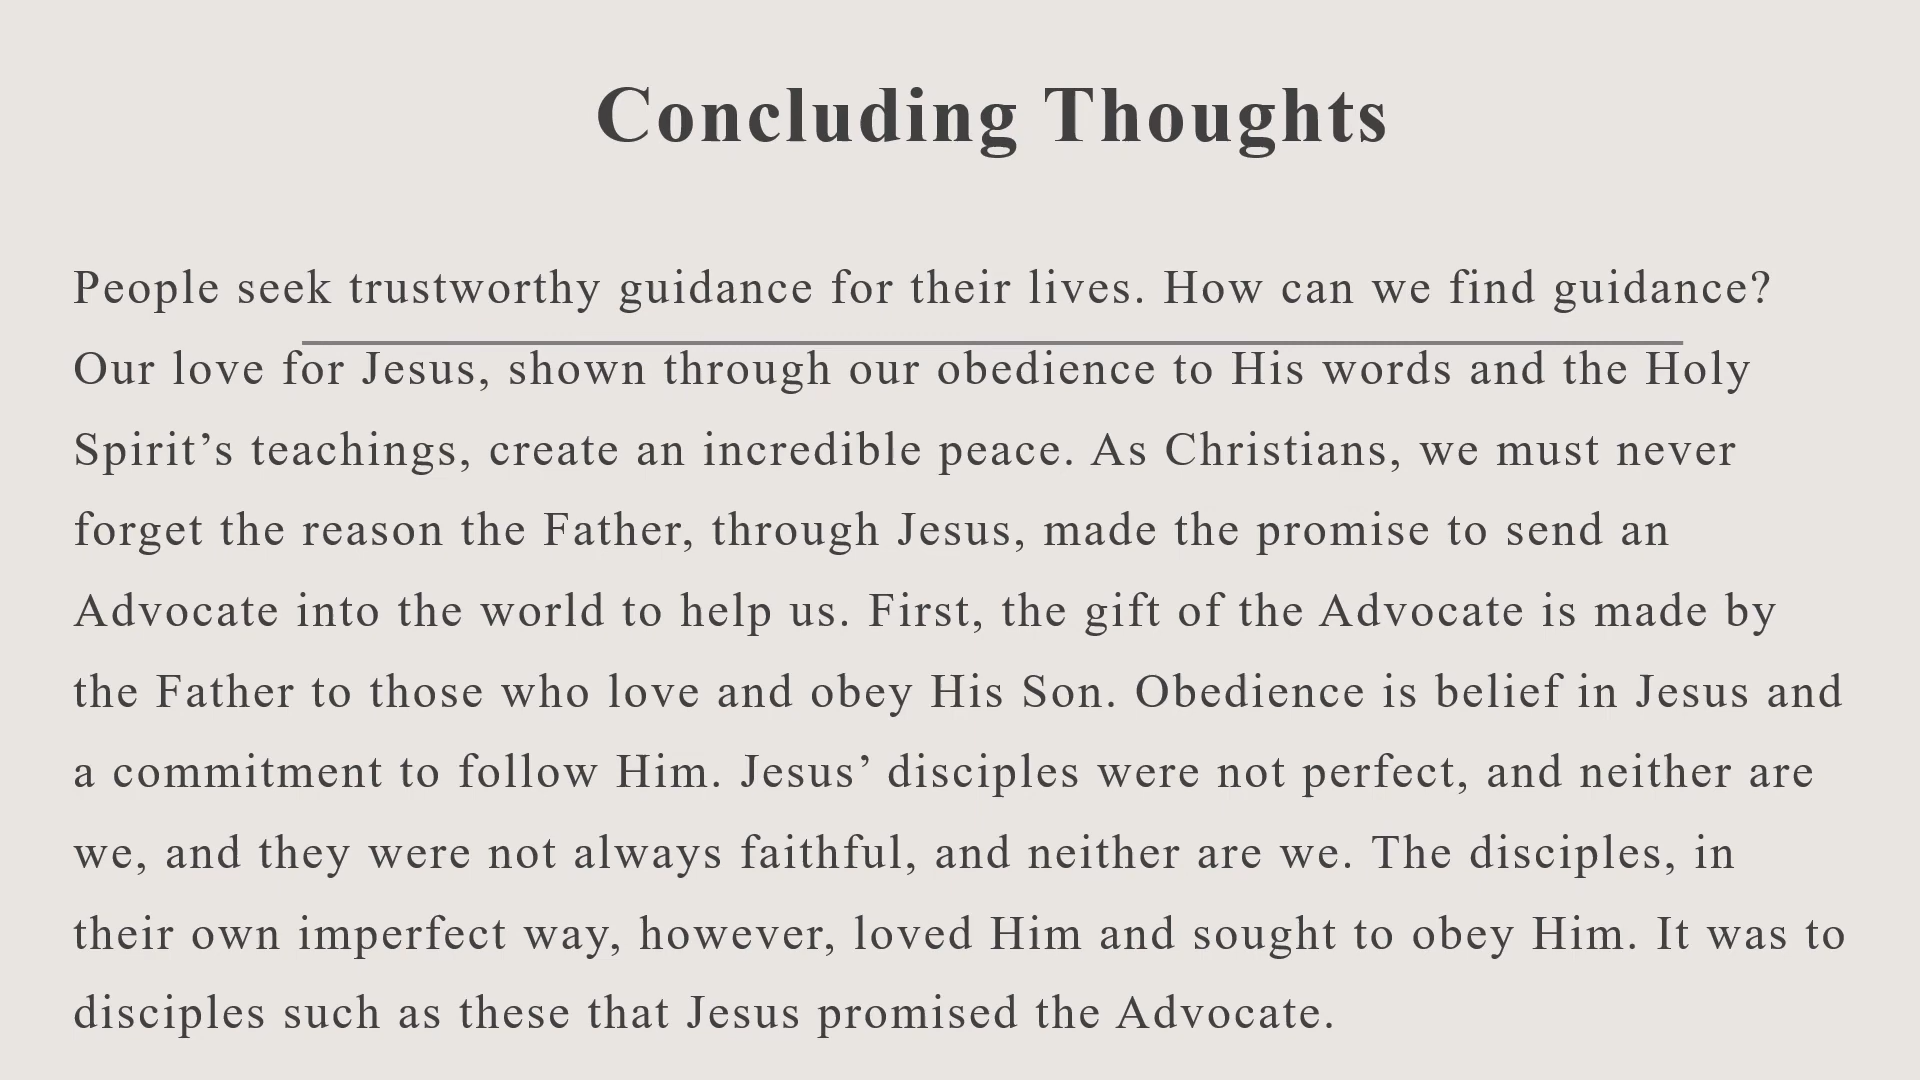 Concluding Thoughts
People seek trustworthy guidance for their lives. How can we find guidance?
Our love for Jesus, shown through our obedience to His words and the Holy
Spirit’s teachings, create an incredible peace. As Christians, we must never
forget the reason the Father, through Jesus, made the promise to send an
Advocate into the world to help us. First, the gift of the Advocate is made by
the Father to those who love and obey His Son. Obedience is belief in Jesus and
a commitment to follow Him. Jesus’ disciples were not perfect, and neither are
we, and they were not always faithful, and neither are we. The disciples, in
their own imperfect way, however, loved Him and sought to obey Him. It was to
disciples such as these that Jesus promised the Advocate.